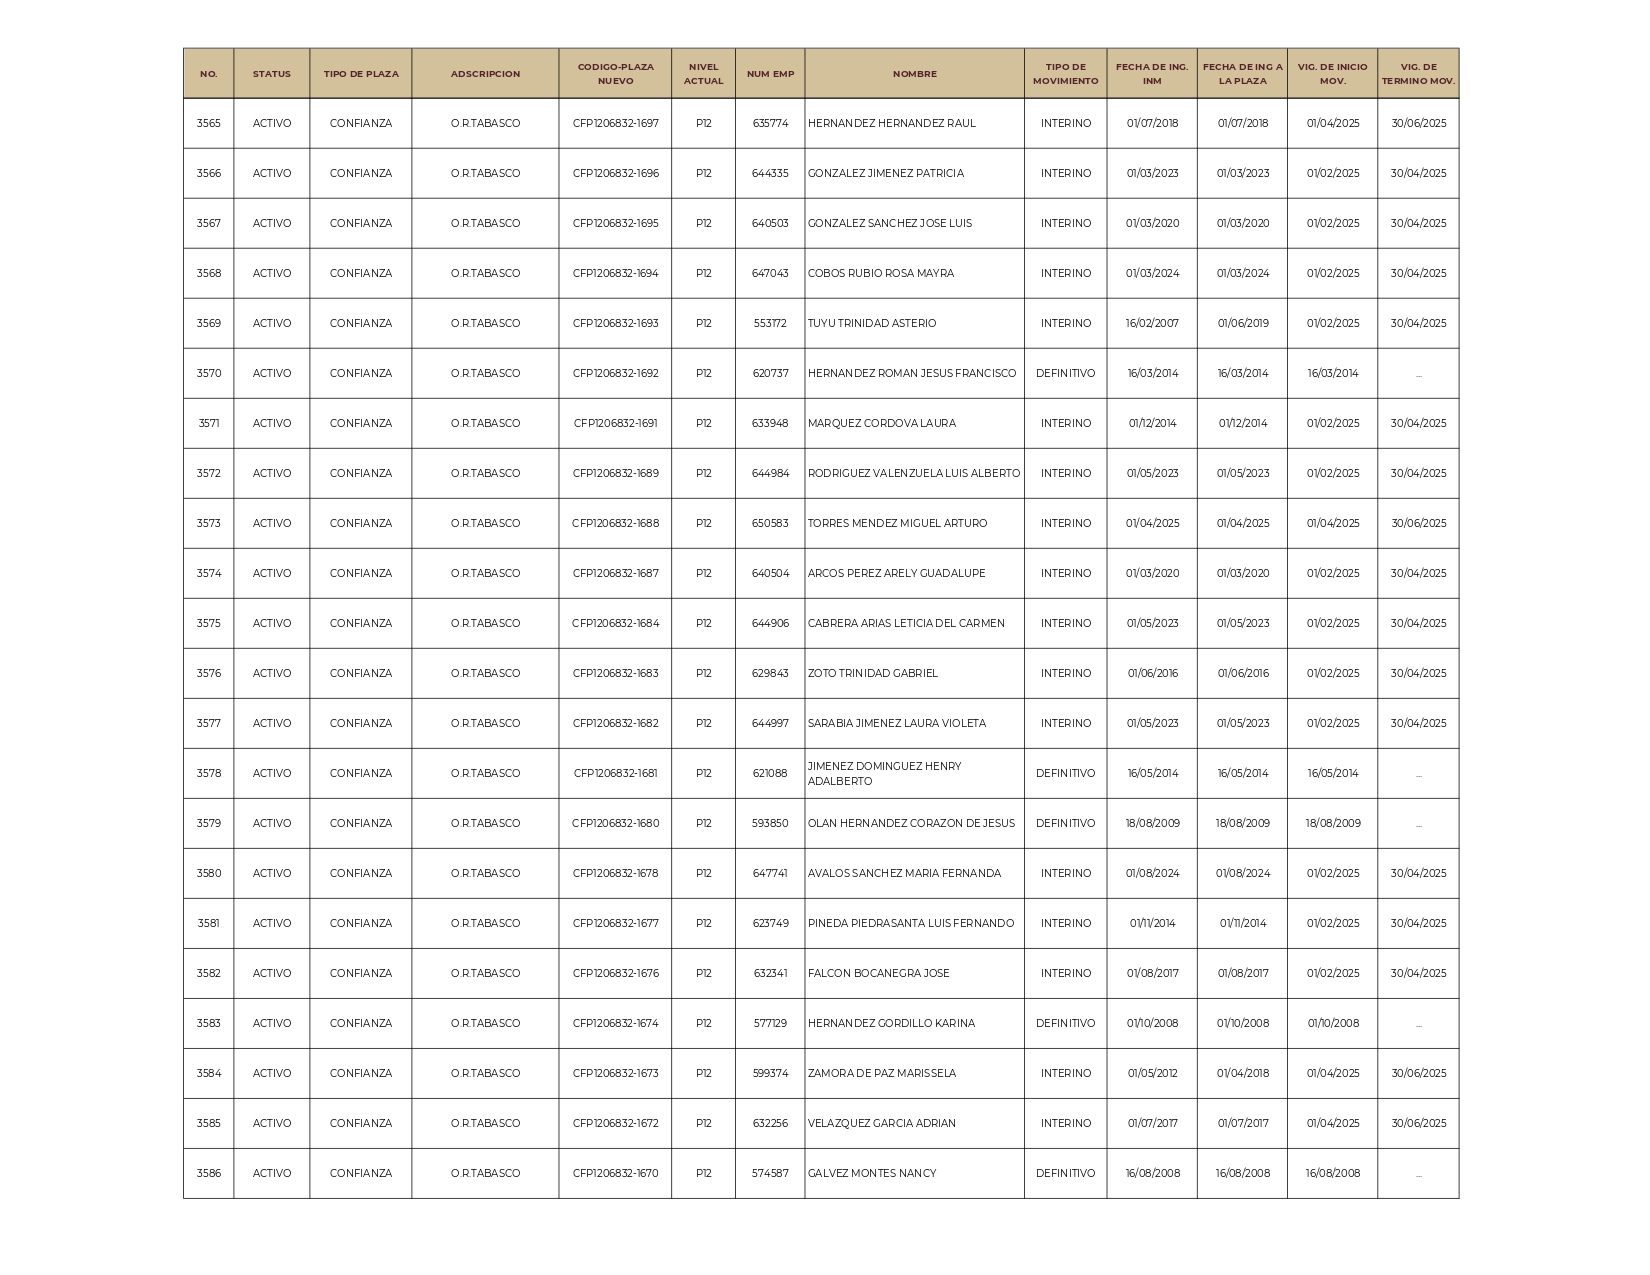 NO. STATUS TIPO DE PLAZA ADSCRIPCION CODIGO-PLAZA NUEVO NIVEL ACTUAL NUM EMP NOMBRE TIPO DE MOVIMIENTO FECHA DE ING. INM FECHA DE ING A LA PLAZA VIG. DE INICIO MOV. VIG. DE TERMINO MOV.
3565 ACTIVO CONFIANZA O.R.TABASCO CFP1206832-1697 P12 635774 HERNANDEZ HERNANDEZ RAUL INTERINO 01/07/2018 01/07/2018 01/04/2025 30/06/2025
3566 ACTIVO CONFIANZA O.R.TABASCO CFP1206832-1696 P12 644335 GONZALEZ JIMENEZ PATRICIA INTERINO 01/03/2023 01/03/2023 01/02/2025 30/04/2025
3567 ACTIVO CONFIANZA O.R.TABASCO CFP1206832-1695 P12 640503 GONZALEZ SANCHEZ JOSE LUIS INTERINO 01/03/2020 01/03/2020 01/02/2025 30/04/2025
3568 ACTIVO CONFIANZA O.R.TABASCO CFP1206832-1694 P12 647043 COBOS RUBIO ROSA MAYRA INTERINO 01/03/2024 01/03/2024 01/02/2025 30/04/2025
3569 ACTIVO CONFIANZA O.R.TABASCO CFP1206832-1693 P12 553172 TUYU TRINIDAD ASTERIO INTERINO 16/02/2007 01/06/2019 01/02/2025 30/04/2025
3570 ACTIVO CONFIANZA O.R.TABASCO CFP1206832-1692 P12 620737 HERNANDEZ ROMAN JESUS FRANCISCO DEFINITIVO 16/03/2014 16/03/2014 16/03/2014 ...
3571 ACTIVO CONFIANZA O.R.TABASCO CFP1206832-1691 P12 633948 MARQUEZ CORDOVA LAURA INTERINO 01/12/2014 01/12/2014 01/02/2025 30/04/2025
3572 ACTIVO CONFIANZA O.R.TABASCO CFP1206832-1689 P12 644984 RODRIGUEZ VALENZUELA LUIS ALBERTO INTERINO 01/05/2023 01/05/2023 01/02/2025 30/04/2025
3573 ACTIVO CONFIANZA O.R.TABASCO CFP1206832-1688 P12 650583 TORRES MENDEZ MIGUEL ARTURO INTERINO 01/04/2025 01/04/2025 01/04/2025 30/06/2025
3574 ACTIVO CONFIANZA O.R.TABASCO CFP1206832-1687 P12 640504 ARCOS PEREZ ARELY GUADALUPE INTERINO 01/03/2020 01/03/2020 01/02/2025 30/04/2025
3575 ACTIVO CONFIANZA O.R.TABASCO CFP1206832-1684 P12 644906 CABRERA ARIAS LETICIA DEL CARMEN INTERINO 01/05/2023 01/05/2023 01/02/2025 30/04/2025
3576 ACTIVO CONFIANZA O.R.TABASCO CFP1206832-1683 P12 629843 ZOTO TRINIDAD GABRIEL INTERINO 01/06/2016 01/06/2016 01/02/2025 30/04/2025
3577 ACTIVO CONFIANZA O.R.TABASCO CFP1206832-1682 P12 644997 SARABIA JIMENEZ LAURA VIOLETA INTERINO 01/05/2023 01/05/2023 01/02/2025 30/04/2025
3578 ACTIVO CONFIANZA O.R.TABASCO CFP1206832-1681 P12 621088 JIMENEZ DOMINGUEZ HENRY ADALBERTO DEFINITIVO 16/05/2014 16/05/2014 16/05/2014 ...
3579 ACTIVO CONFIANZA O.R.TABASCO CFP1206832-1680 P12 593850 OLAN HERNANDEZ CORAZON DE JESUS DEFINITIVO 18/08/2009 18/08/2009 18/08/2009 ...
3580 ACTIVO CONFIANZA O.R.TABASCO CFP1206832-1678 P12 647741 AVALOS SANCHEZ MARIA FERNANDA INTERINO 01/08/2024 01/08/2024 01/02/2025 30/04/2025
3581 ACTIVO CONFIANZA O.R.TABASCO CFP1206832-1677 P12 623749 PINEDA PIEDRASANTA LUIS FERNANDO INTERINO 01/11/2014 01/11/2014 01/02/2025 30/04/2025
3582 ACTIVO CONFIANZA O.R.TABASCO CFP1206832-1676 P12 632341 FALCON BOCANEGRA JOSE INTERINO 01/08/2017 01/08/2017 01/02/2025 30/04/2025
3583 ACTIVO CONFIANZA O.R.TABASCO CFP1206832-1674 P12 577129 HERNANDEZ GORDILLO KARINA DEFINITIVO 01/10/2008 01/10/2008 01/10/2008 ...
3584 ACTIVO CONFIANZA O.R.TABASCO CFP1206832-1673 P12 599374 ZAMORA DE PAZ MARISSELA INTERINO 01/05/2012 01/04/2018 01/04/2025 30/06/2025
3585 ACTIVO CONFIANZA O.R.TABASCO CFP1206832-1672 P12 632256 VELAZQUEZ GARCIA ADRIAN INTERINO 01/07/2017 01/07/2017 01/04/2025 30/06/2025
3586 ACTIVO CONFIANZA O.R.TABASCO CFP1206832-1670 P12 574587 GALVEZ MONTES NANCY DEFINITIVO 16/08/2008 16/08/2008 16/08/2008 ...